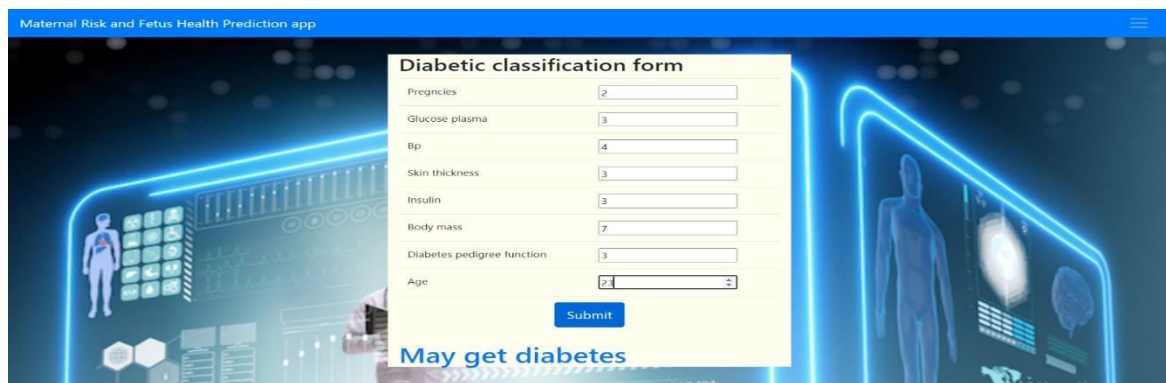 Maternal Risk and Fetus Health Prediction app
Diabetic classification form
Pregncies 2
Glucose plasma 3
Bp 4
Skin thickness 3
Insulin 3
Body mass 7
Diabetes pedigree function 3
Age 23
Submit
May get diabetes